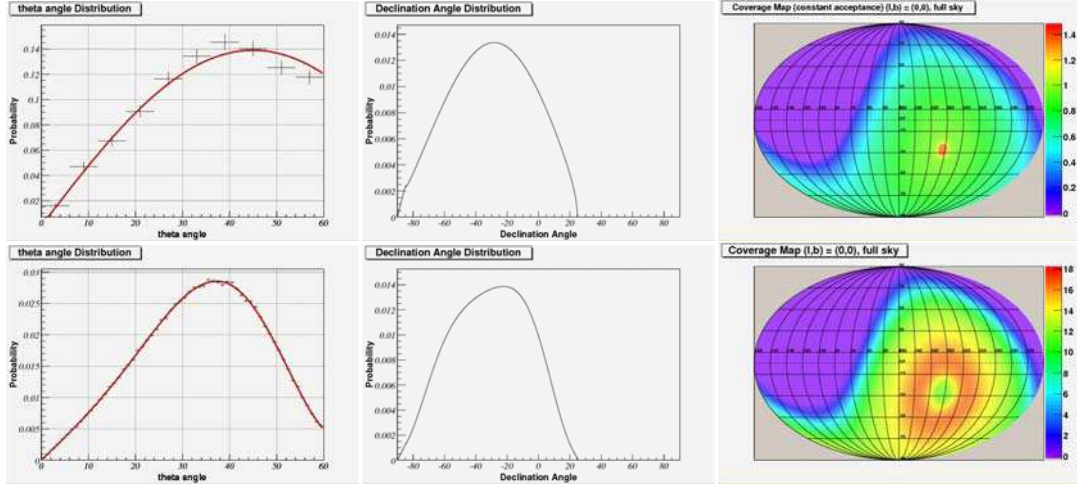 theta angle Distribution
Probability
0.14
0.12
0.1
0.08
0.06
0.04
0.02
0 10 20 30 40 50 60
theta angle
Declination Angle Distribution
Probability
0.014
0.012
0.01
0.008
0.006
0.004
0.002
0
-80 -60 -40 -20 0 20 40 60 80
Declination Angle
Coverage Map (constant acceptance) (l,b) = (0,0), full sky
1.4
1.2
1
0.8
0.6
0.4
0.2
0
theta angle Distribution
Probability
0.03
0.025
0.02
0.015
0.01
0.005
0
0 10 20 30 40 50 60
theta angle
Declination Angle Distribution
Probability
0.014
0.012
0.01
0.008
0.006
0.004
0.002
0
-80 -60 -40 -20 0 20 40 60 80
Declination Angle
Coverage Map (l,b) = (0,0), full sky
18
16
14
12
10
8
6
4
2
0